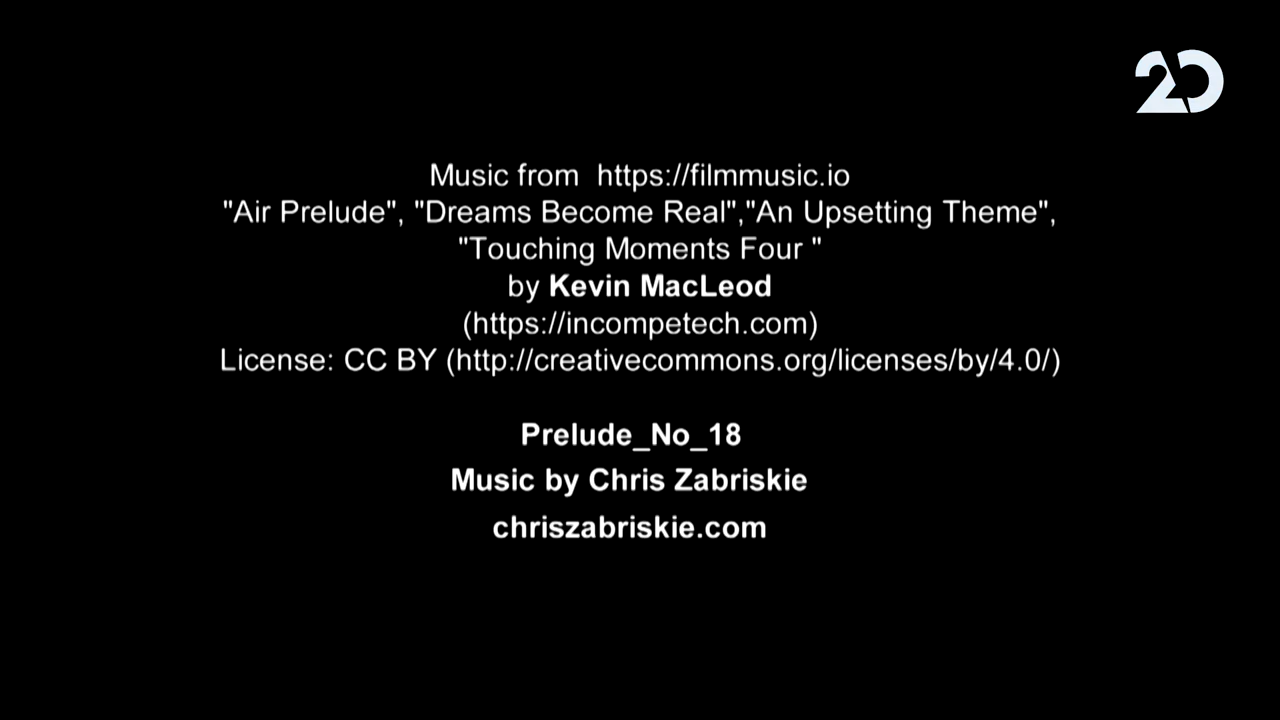 20
Music from  https://filmmusic.io
"Air Prelude", "Dreams Become Real","An Upsetting Theme",
"Touching Moments Four "
by Kevin MacLeod
(https://incompetech.com)
License: CC BY (http://creativecommons.org/licenses/by/4.0/)
Prelude_No_18
Music by Chris Zabriskie
chriszabriskie.com